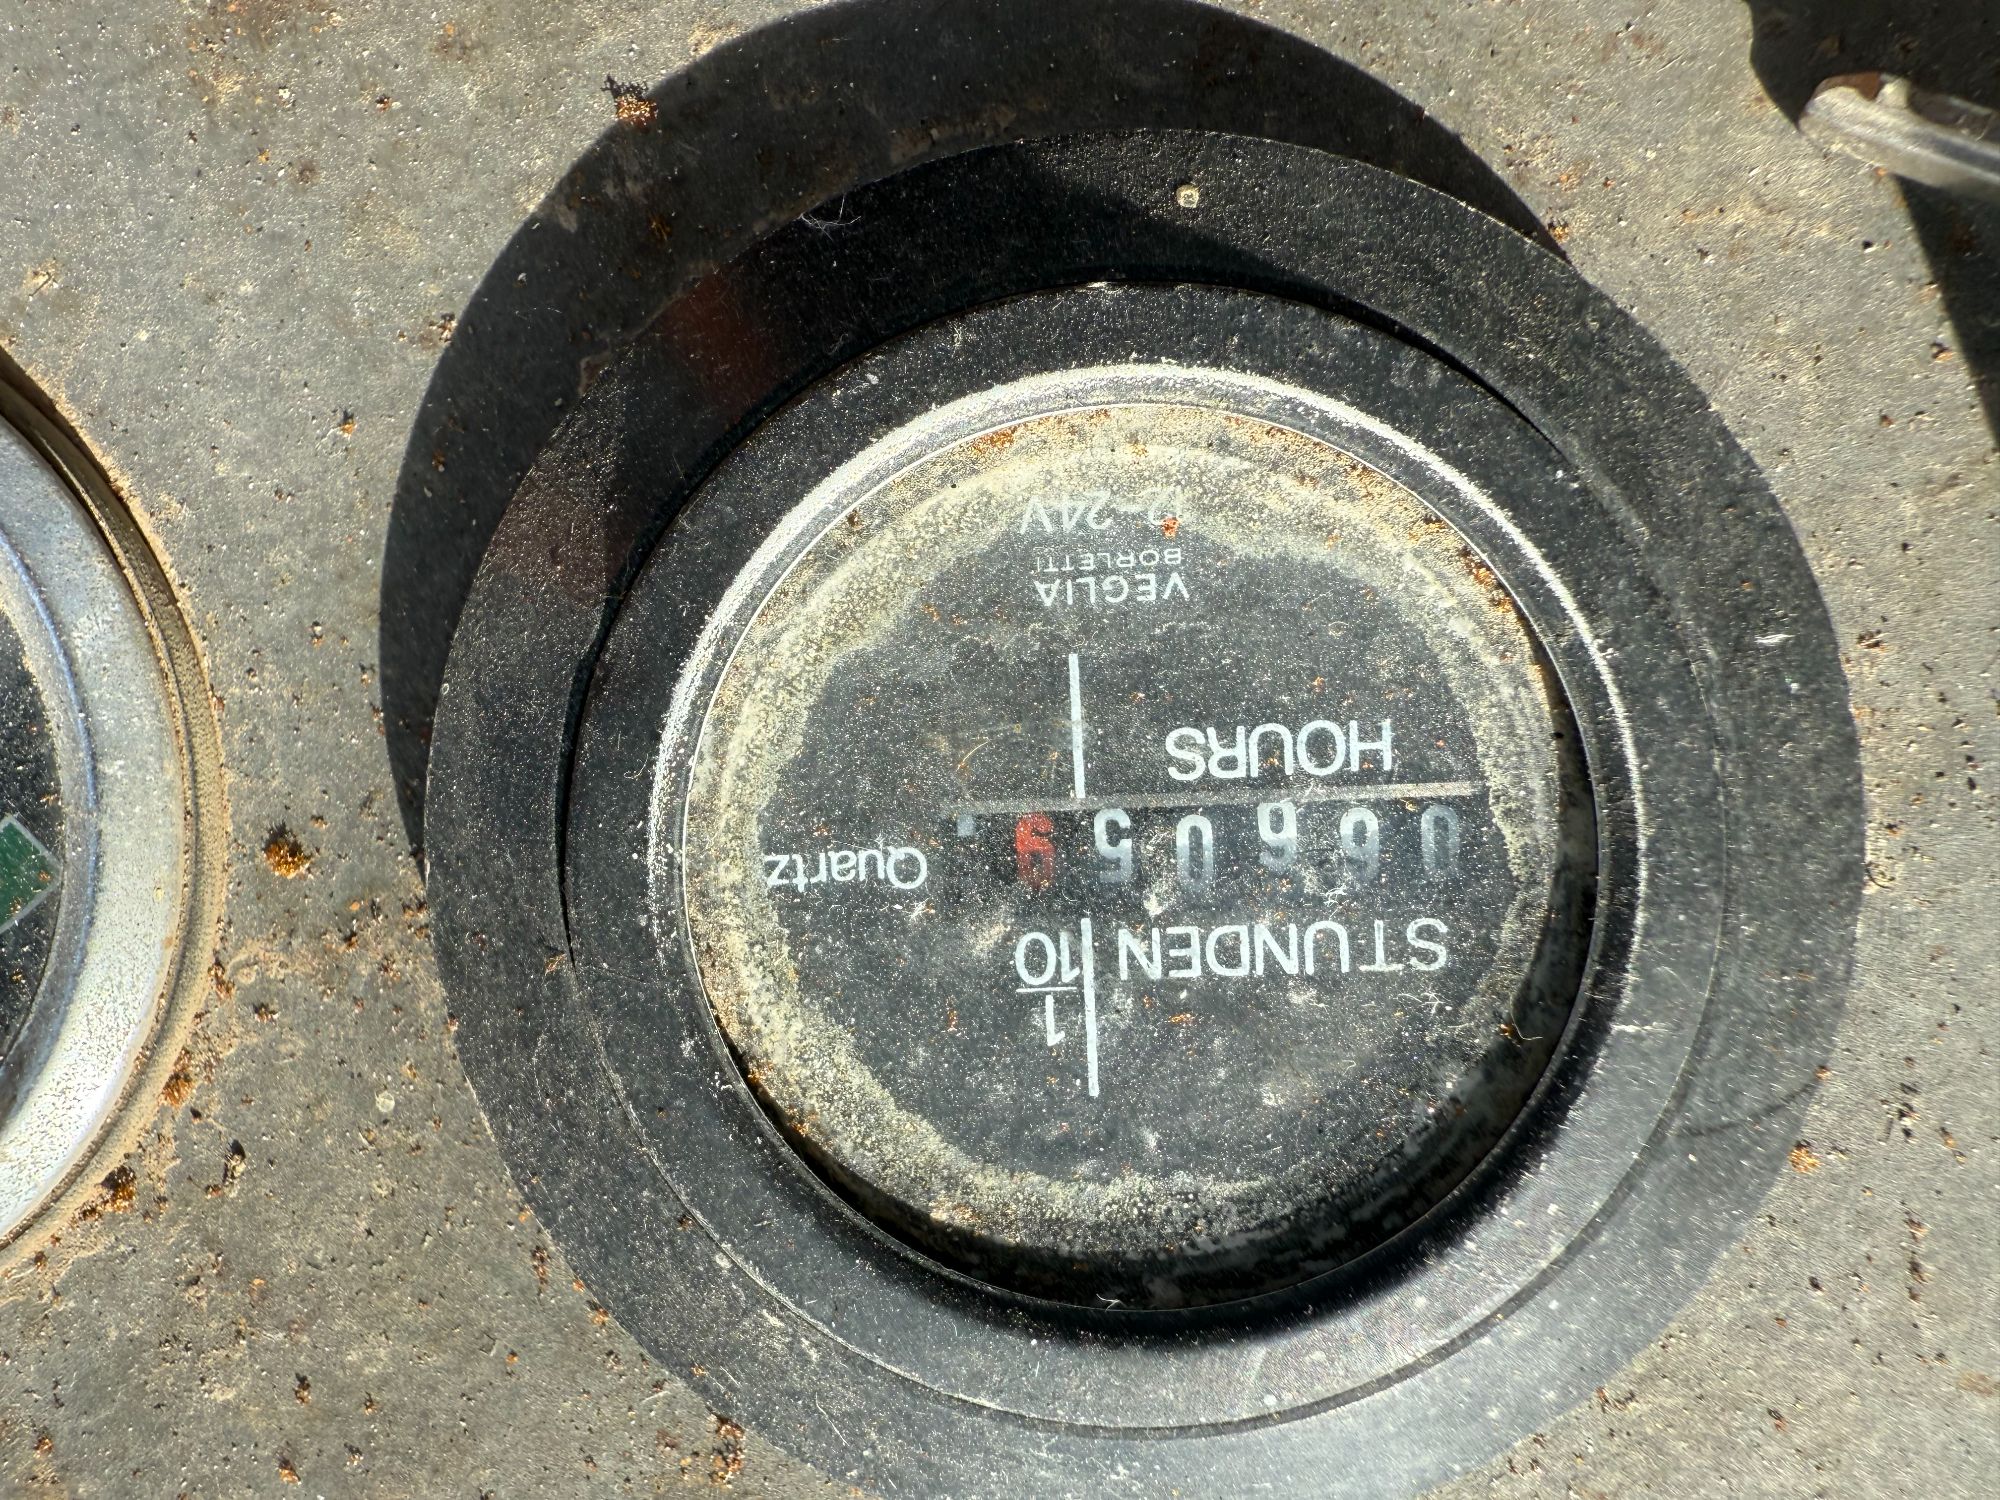 1/10
STUNDEN
Quartz
HOURS
VEGLIA
BORLETTI
12-24V